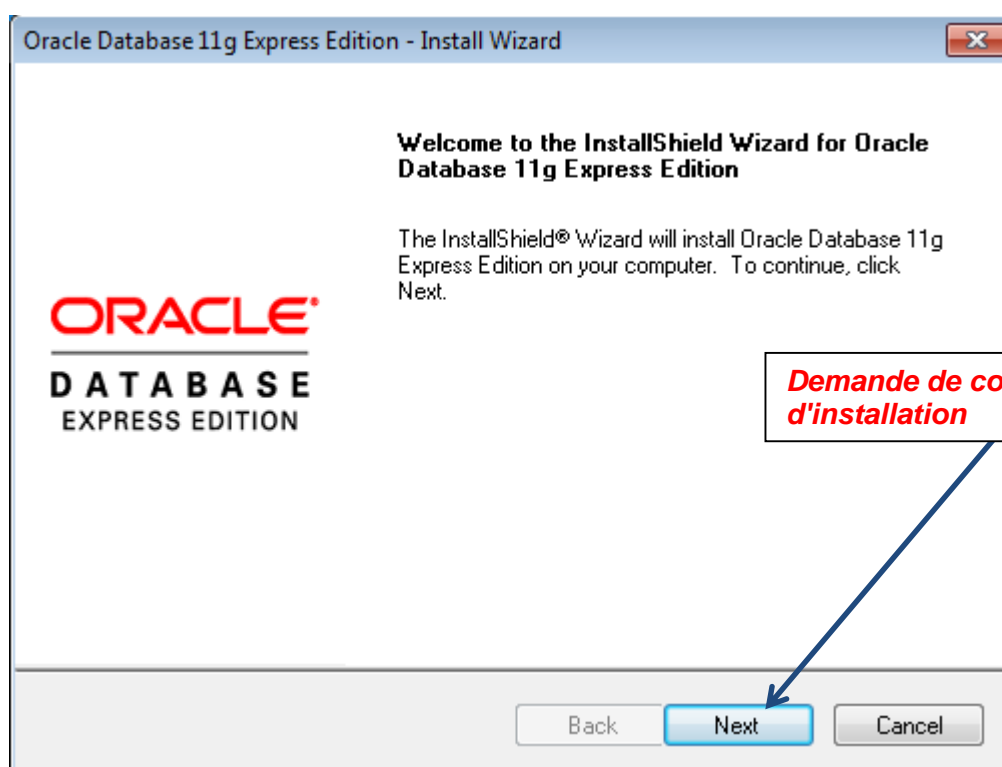 Oracle Database 11g Express Edition - Install Wizard
Welcome to the InstallShield Wizard for Oracle
Database 11g Express Edition
The InstallShield® Wizard will install Oracle Database 11g
Express Edition on your computer. To continue, click
Next.
ORACLE®
DATABASE
EXPRESS EDITION
Demande de
d'installation
Back Next Cancel